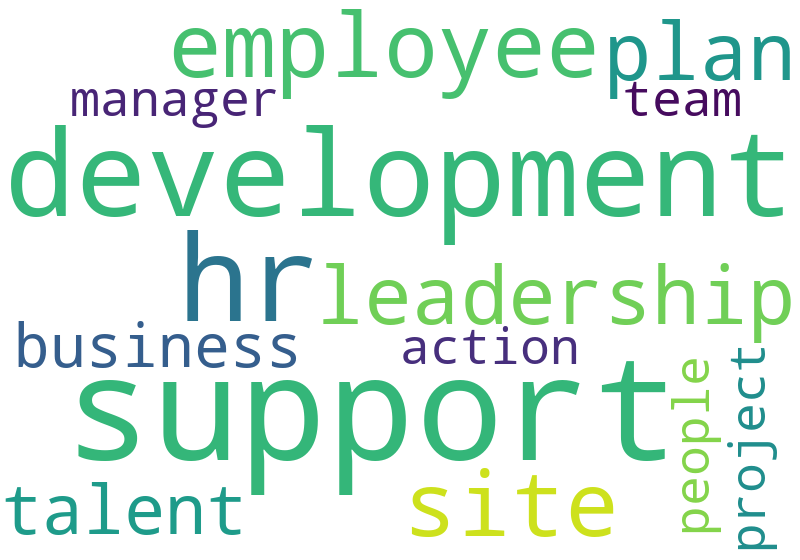 employee plan
manager team
development
hr leadership
business action
support
people
project
talent site